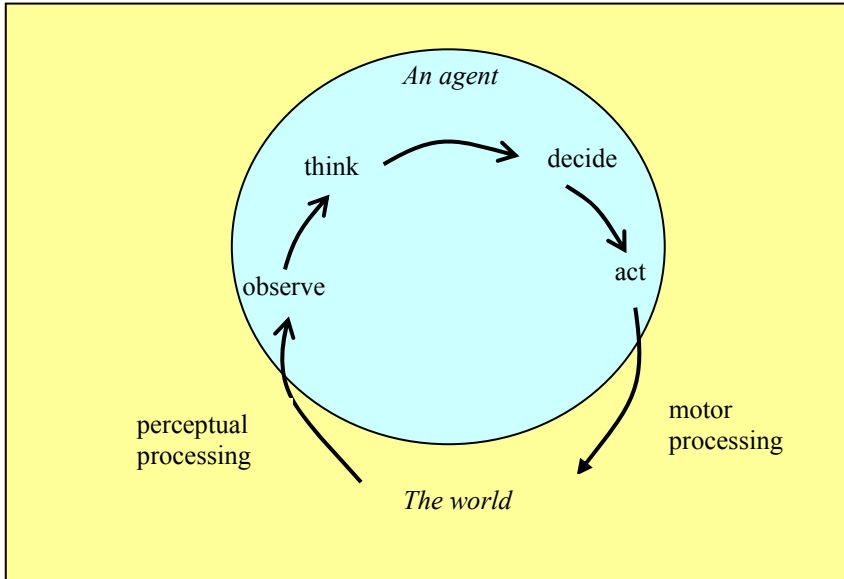 An agent
think
decide
observe
act
perceptual
processing
motor
processing
The world